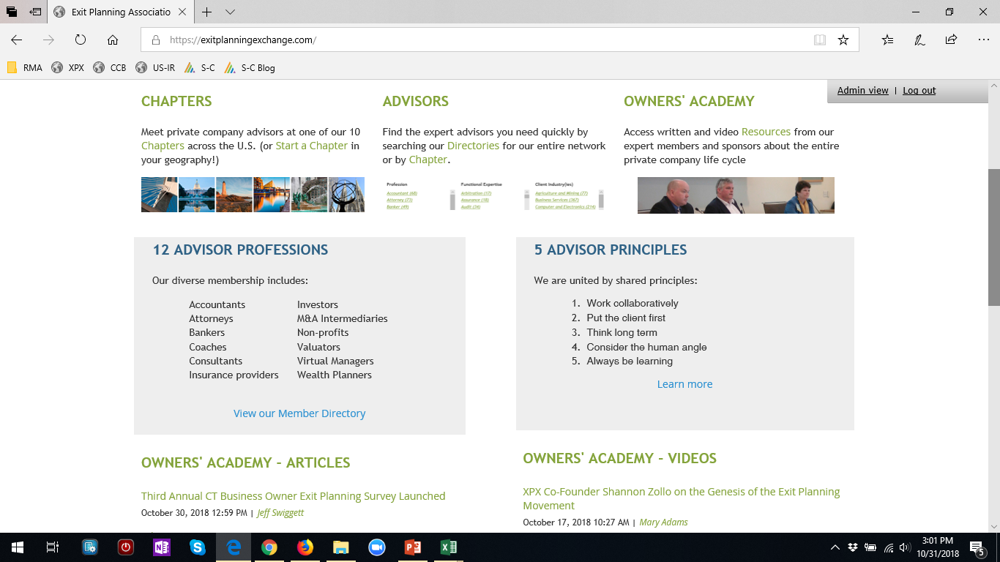 Exit Planning Associatio
https://exitplanningexchange.com/
RMA XPX CCB US-IR S-C S-C Blog
Admin view | Log out
CHAPTERS
Meet private company advisors at one of our 10
Chapters across the U.S. (or Start a Chapter in
your geography!)
ADVISORS
Find the expert advisors you need quickly by
searching our Directories for our entire network
or by Chapter.
Profession
Accountant (68)
Attorney (73)
Banker (49)
Functional Expertise
Arbitration (17)
Assurance (18)
Audit (34)
Client Industry(ies)
Agriculture and Mining (77)
Business Services (367)
Computer and Electronics (214)
OWNERS' ACADEMY
Access written and video Resources from our
expert members and sponsors about the entire
private company life cycle
12 ADVISOR PROFESSIONS
Our diverse membership includes:
Accountants
Attorneys
Bankers
Coaches
Consultants
Insurance providers
Investors
M&A Intermediaries
Non-profits
Valuators
Virtual Managers
Wealth Planners
View our Member Directory
5 ADVISOR PRINCIPLES
We are united by shared principles:
1. Work collaboratively
2. Put the client first
3. Think long term
4. Consider the human angle
5. Always be learning
Learn more
OWNERS' ACADEMY - ARTICLES
Third Annual CT Business Owner Exit Planning Survey Launched
October 30, 2018 12:59 PM | Jeff Swiggett
OWNERS' ACADEMY - VIDEOS
XPX Co-Founder Shannon Zollo on the Genesis of the Exit Planning
Movement
October 17, 2018 10:27 AM | Mary Adams
3:01 PM
10/31/2018
5